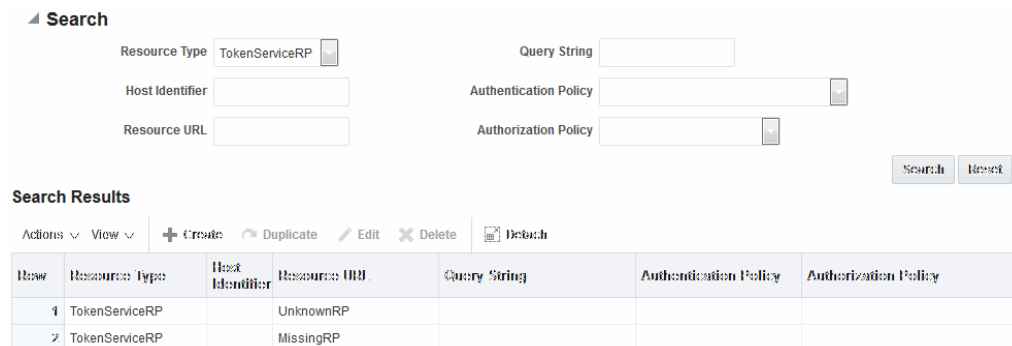 Search
Resource Type TokenServiceRP Query String
Host Identifier Authentication Policy
Resource URL Authorization Policy
Search Reset
Search Results
Actions View Create Duplicate Edit Delete Detach
Row Resource Type Host Identifier Resource URL Query String Authentication Policy Authorization Policy
1 TokenServiceRP UnknownRP
2 TokenServiceRP MissingRP